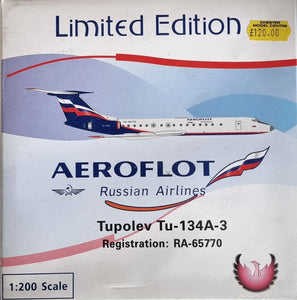 Limited Edition
CHESTER
MODEL CENTRE
£120.00
AEROFLOT
Russian Airlines
Tupolev Tu-134A-3
Registration: RA-65770
1:200 Scale